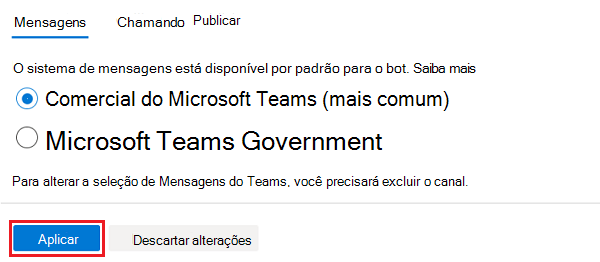 Mensagens Chamando Publicar
O sistema de mensagens está disponível por padrão para o bot. Saiba mais
Comercial do Microsoft Teams (mais comum)
Microsoft Teams Government
Para alterar a seleção de Mensagens do Teams, você precisará excluir o canal.
Aplicar Descartar alterações